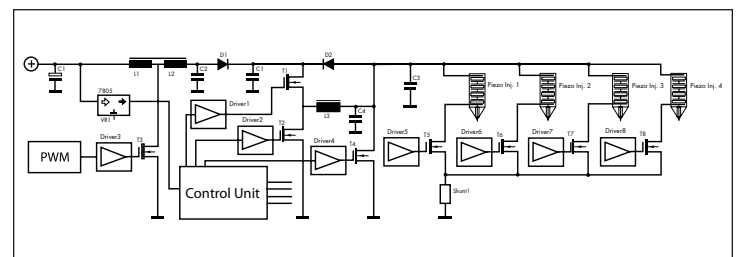 C1
L1
L2
C2
D1
C1
T1
D2
C3
Piezo Inj. 1
Piezo Inj. 2
Piezo Inj. 3
Piezo Inj. 4
7805
VR1
Driver1
L3
C4
Driver2
T2
Driver3
T3
Driver4
T4
Driver5
T5
Driver6
T6
Driver7
T7
Driver8
T8
PWM
Control Unit
Shunt1